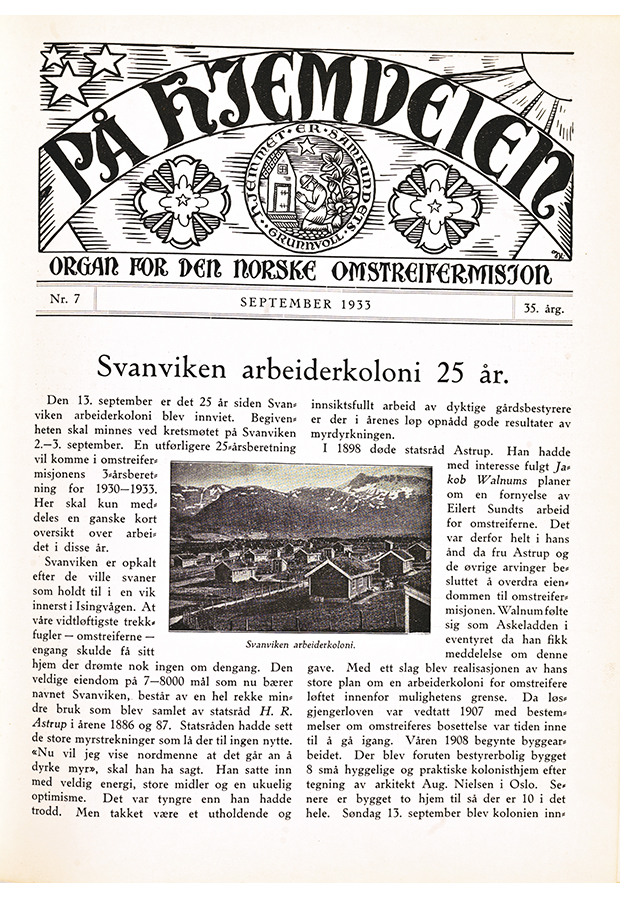 PÅ HJEMVEIEN
HJEMMET · ER · SAMFUNDETS · GRUNNVOLL
ORGAN FOR DEN NORSKE OMSTREIFERMISJON
Nr. 7
SEPTEMBER 1933
35. årg.
Svanviken arbeiderkoloni 25 år.
Den 13. september er det 25 år siden Svan-
viken arbeiderkoloni blev innviet. Begiven-
heten skal minnes ved kretsmøtet på Svanviken
2.—3. september. En utførligere 25-årsberetning
vil komme i omstreifer-
misjonens 3-årsberet-
ning for 1930—1933.
Her skal kun med-
deles en ganske kort
oversikt over arbei-
det i disse år.
Svanviken er opkalt
efter de ville svaner
som holdt til i en vik
innerst i Isingvågen. At
våre vidtløftigste trekk-
fugler — omstreiferne —
engang skulde få sitt
hjem der drømte nok ingen om dengang. Den
veldige eiendom på 7—8000 mål som nu bærer
navnet Svanviken, består av en hel rekke min-
dre bruk som blev samlet av statsråd H. R.
Astrup i årene 1886 og 87. Statsråden hadde sett
de store myrstrekninger som lå der til ingen nytte.
«Nu vil jeg vise nordmenne at det går an å
dyrke myr», skal han ha sagt. Han satte inn
med veldig energi, store midler og en ukuelig
optimisme. Det var tyngre enn han hadde
trodd. Men takket være et utholdende og
innsiktsfullt arbeid av dyktige gårdsbestyrere
er der i årenes løp opnådd gode resultater av
myrdyrkningen.
I 1898 døde statsråd Astrup. Han hadde
med interesse fulgt Ja-
kob Walnums planer
om en fornyelse av
Eilert Sundts arbeid
for omstreiferne. Det
var derfor helt i hans
ånd da fru Astrup og
de øvrige arvinger be-
sluttet å overdra eien-
dommen til omstreifer-
misjonen. Walnum følte
sig som Askeladden i
eventyret da han fikk
meddelelse om denne
gave. Med ett slag blev realisasjonen av hans
store plan om en arbeiderkoloni for omstreifere
løftet innenfor mulighetens grense. Da løs-
gjengerloven var vedtatt 1907 med bestem-
melser om omstreiferes bosettelse var tiden inne
til å gå igang. Våren 1908 begynte byggear-
beidet. Der blev foruten bestyrerbolig bygget
8 små hyggelige og praktiske kolonisthjem efter
tegning av arkitekt Aug. Nielsen i Oslo. Se-
nere er bygget to hjem til så der er 10 i det
hele. Søndag 13. september blev kolonien inn-
Svanviken arbeiderkoloni.